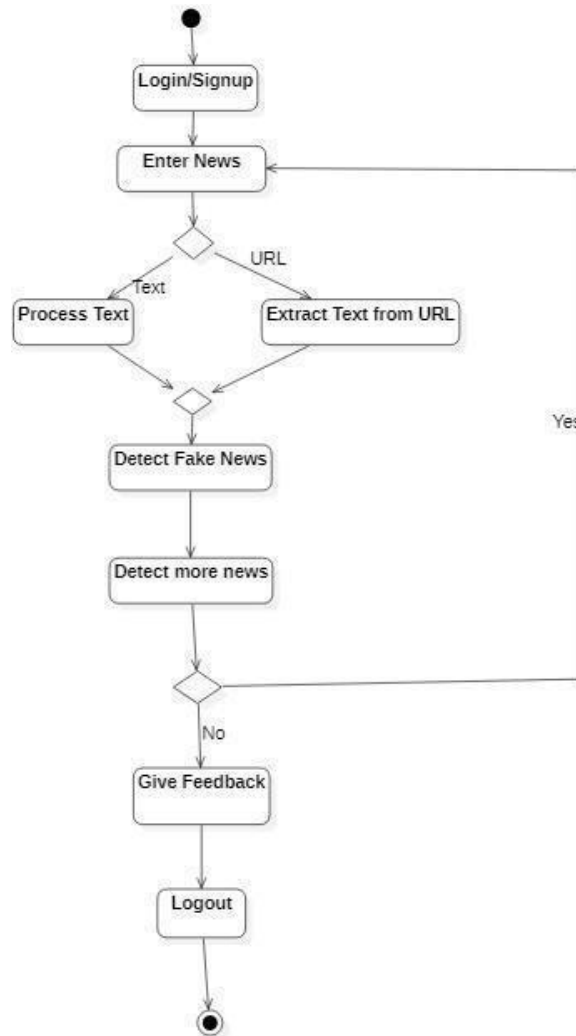 Login/Signup
Enter News
URL
Text
Process Text
Extract Text from URL
Yes
Detect Fake News
Detect more news
No
Give Feedback
Logout